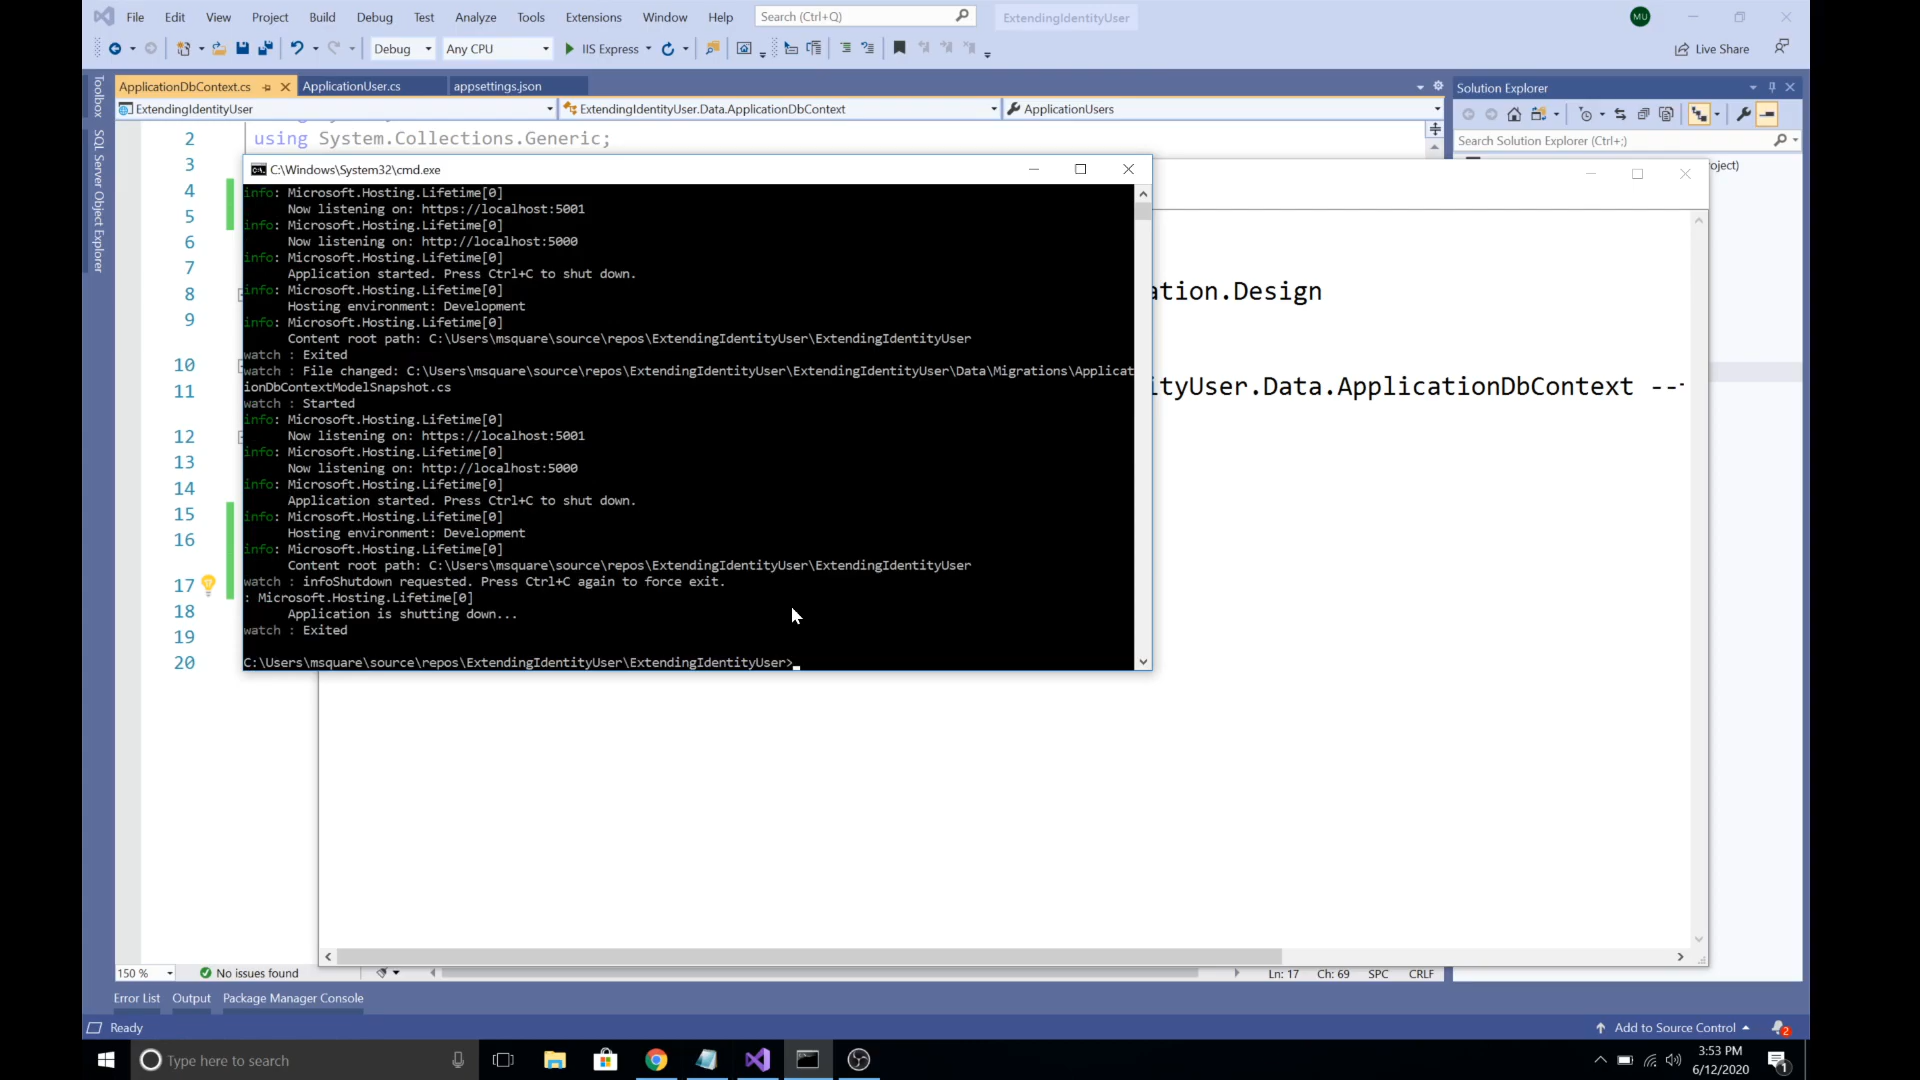 File Edit View Project Build Debug Test Analyze Tools Extensions Window Help Search (Ctrl+Q) ExtendingIdentityUser MU
Debug Any CPU IIS Express Live Share
ApplicationDbContext.cs ApplicationUser.cs appsettings.json Solution Explorer
ExtendingIdentityUser ExtendingIdentityUser.Data.ApplicationDbContext ApplicationUsers
Search Solution Explorer (Ctrl+;)
Toolbox
SQL Server Object Explorer
2 using System.Collections.Generic;
3
4
5
6
7
8
9
10
11
12
13
14
15
16
17
18
19
20
oject)
C:\Windows\System32\cmd.exe
info: Microsoft.Hosting.Lifetime[0]
Now listening on: https://localhost:5001
info: Microsoft.Hosting.Lifetime[0]
Now listening on: http://localhost:5000
info: Microsoft.Hosting.Lifetime[0]
Application started. Press Ctrl+C to shut down.
info: Microsoft.Hosting.Lifetime[0]
Hosting environment: Development
info: Microsoft.Hosting.Lifetime[0]
Content root path: C:\Users\msquare\source\repos\ExtendingIdentityUser\ExtendingIdentityUser
watch : Exited
watch : File changed: C:\Users\msquare\source\repos\ExtendingIdentityUser\ExtendingIdentityUser\Data\Migrations\Applicat
ionDbContextModelSnapshot.cs
watch : Started
info: Microsoft.Hosting.Lifetime[0]
Now listening on: https://localhost:5001
info: Microsoft.Hosting.Lifetime[0]
Now listening on: http://localhost:5000
info: Microsoft.Hosting.Lifetime[0]
Application started. Press Ctrl+C to shut down.
info: Microsoft.Hosting.Lifetime[0]
Hosting environment: Development
info: Microsoft.Hosting.Lifetime[0]
Content root path: C:\Users\msquare\source\repos\ExtendingIdentityUser\ExtendingIdentityUser
watch : infoShutdown requested. Press Ctrl+C again to force exit.
: Microsoft.Hosting.Lifetime[0]
Application is shutting down...
watch : Exited
C:\Users\msquare\source\repos\ExtendingIdentityUser\ExtendingIdentityUser>
ation.Design
ityUser.Data.ApplicationDbContext --
150 % No issues found Ln: 17 Ch: 69 SPC CRLF
Error List Output Package Manager Console
Ready Add to Source Control 2
Type here to search
3:53 PM
6/12/2020
1